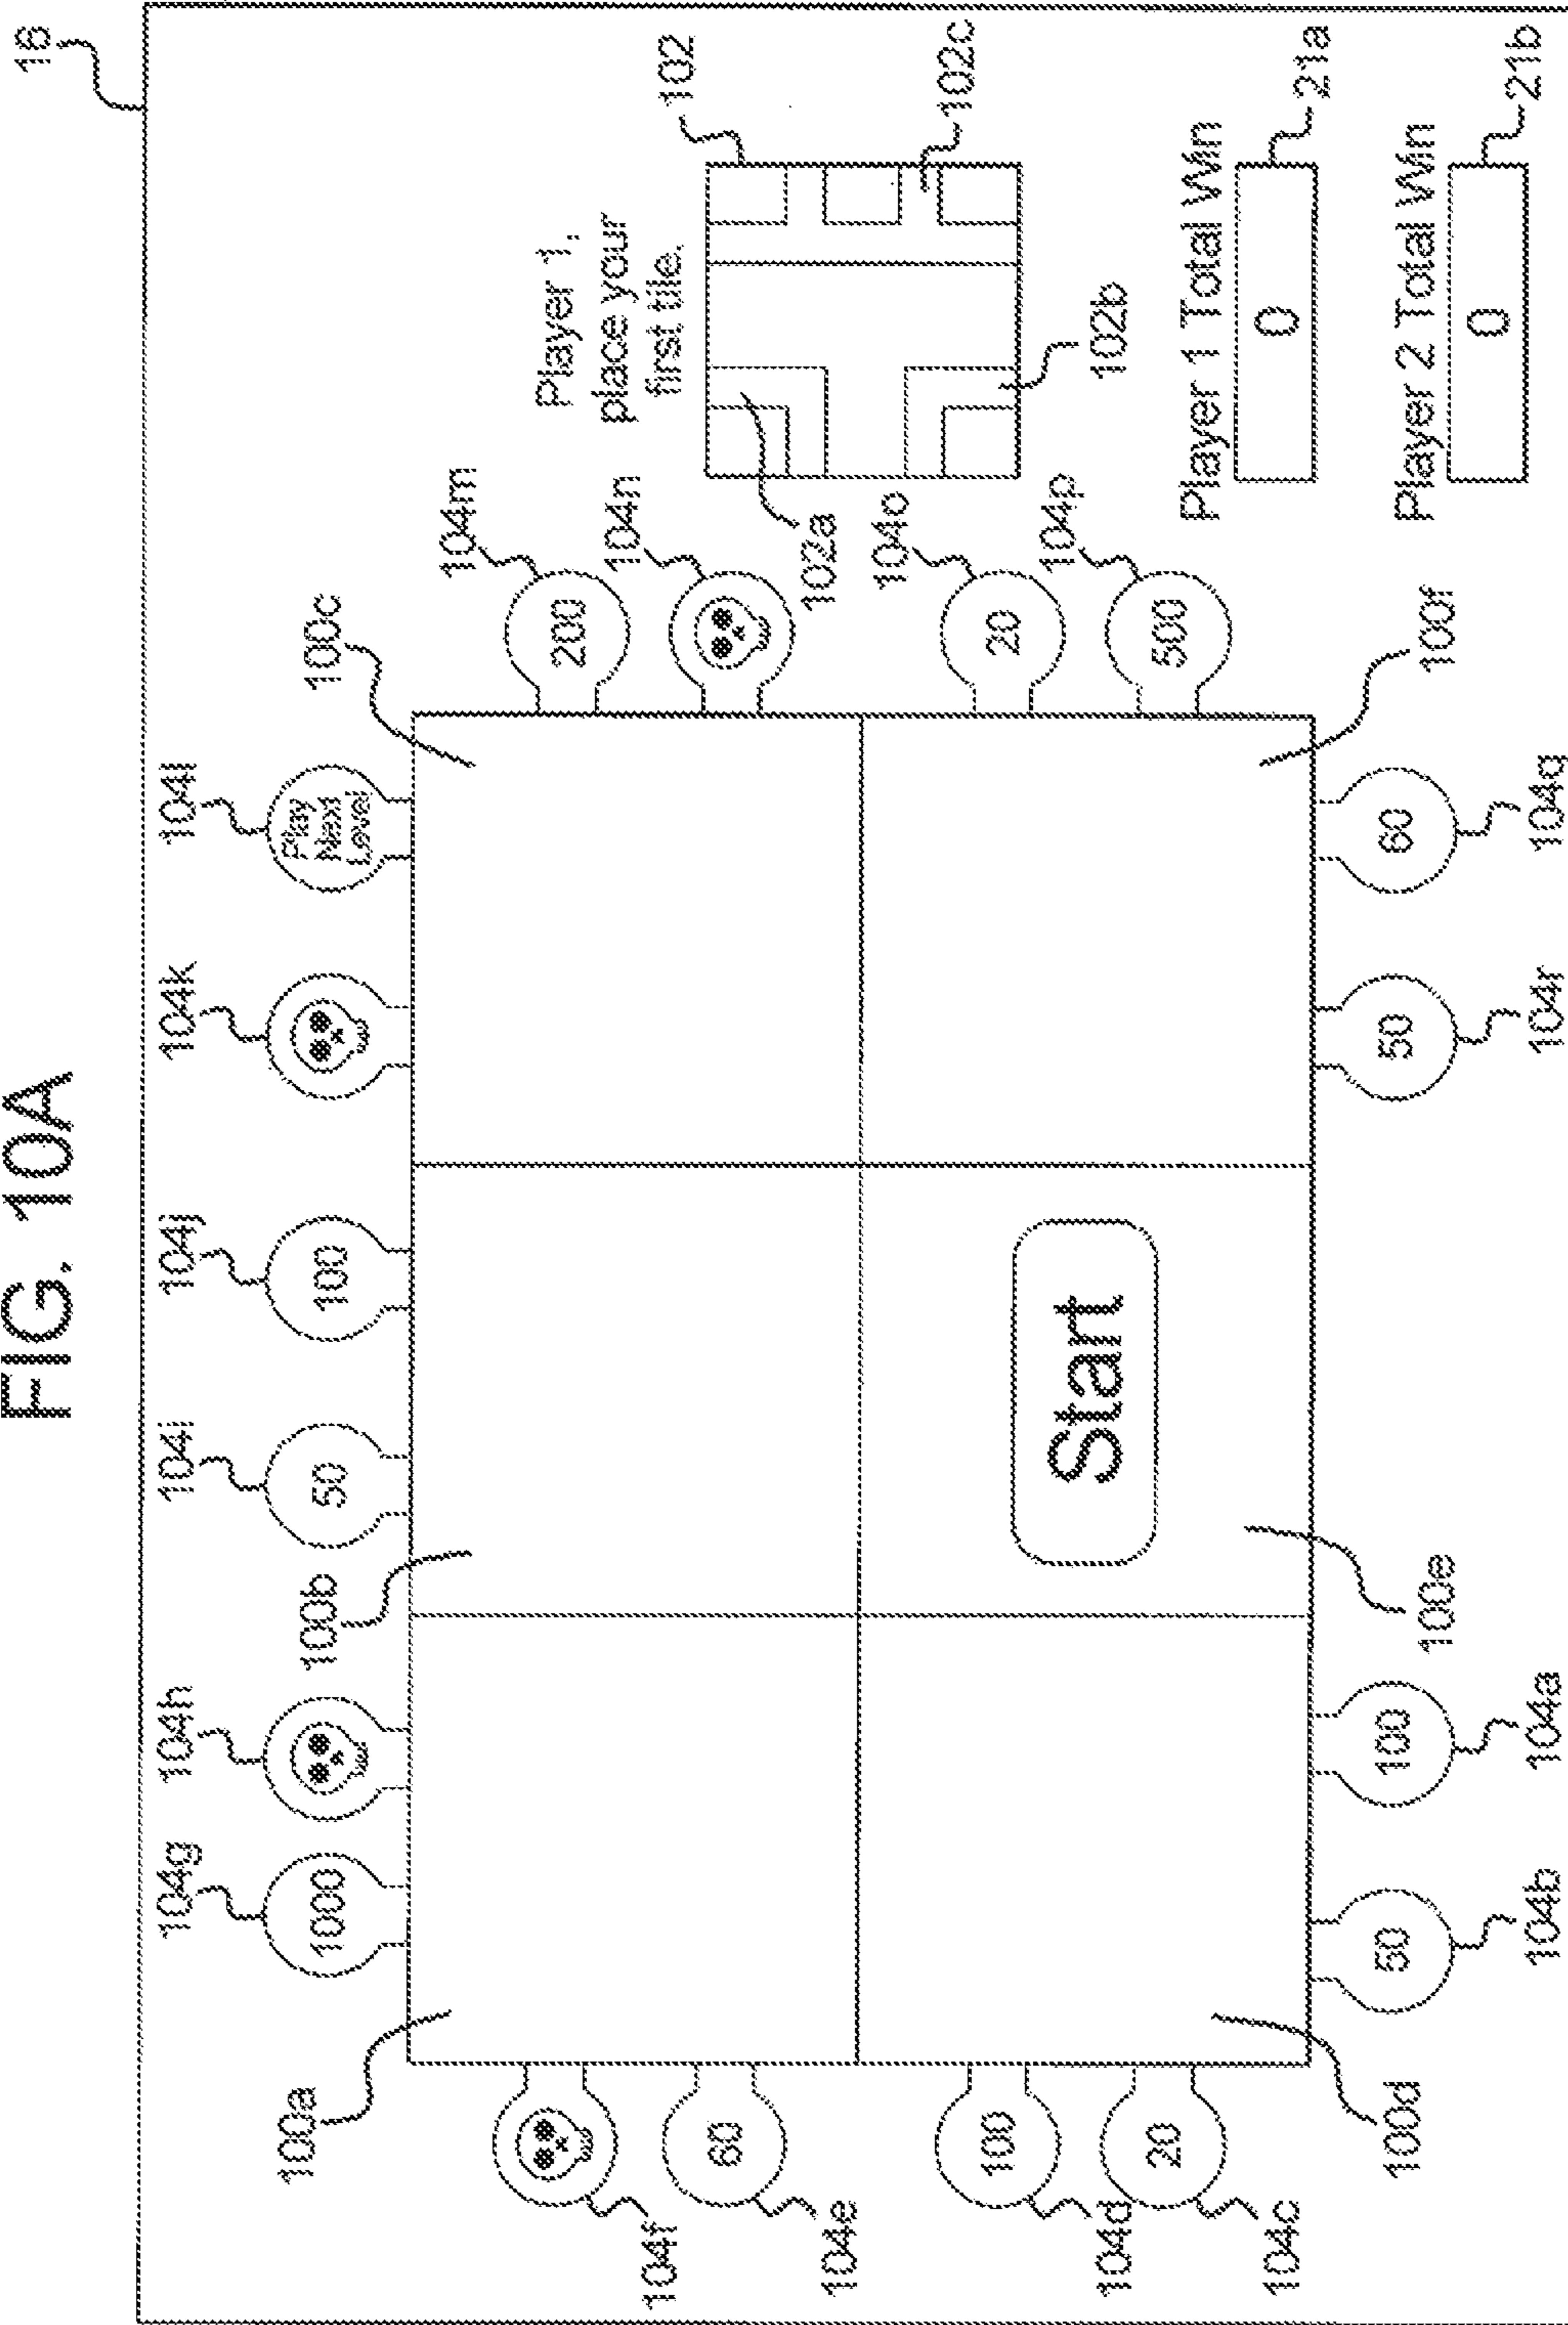 FIG. 10A
16
104g
104h
104i
104j
104k
104l
1000
50
100
Play
Next
Level
100a
100b
100c
104f
60
104e
100
104d
20
104c
200
104m
104n
20
104o
500
104p
Start
100d
100e
100f
50
100
50
60
104b
104a
104r
104q
Player 1,
place your
first tile.
102
102a
102b
102c
Player 1 Total Win
0
21a
Player 2 Total Win
0
21b